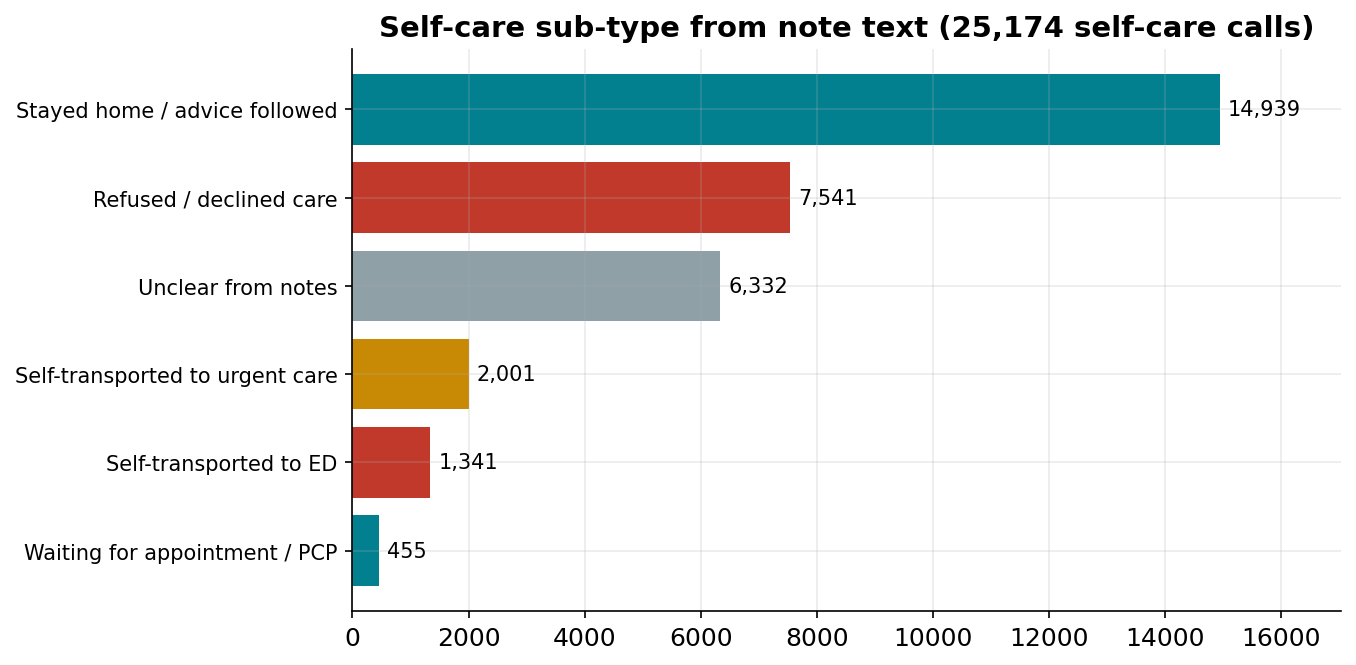 Self-care sub-type from note text (25,174 self-care calls)
Stayed home / advice followed
14,939
Refused / declined care
7,541
Unclear from notes
6,332
Self-transported to urgent care
2,001
Self-transported to ED
1,341
Waiting for appointment / PCP
455
0 2000 4000 6000 8000 10000 12000 14000 16000